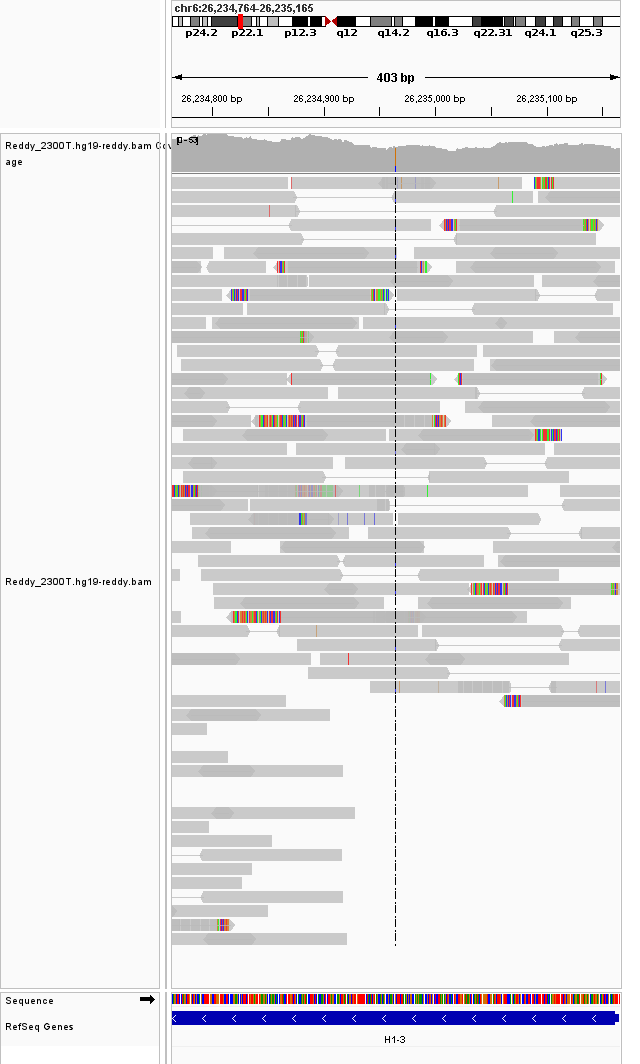 chr6:26,234,764-26,235,165
p24.2 p22.1 p12.3 q12 q14.2 q16.3 q22.31 q24.1 q25.3
403 bp
26,234,800 bp 26,234,900 bp 26,235,000 bp 26,235,100 bp
Reddy_2300T.hg19-reddy.bam Cov
age
Reddy_2300T.hg19-reddy.bam
Sequence
RefSeq Genes
H1-3